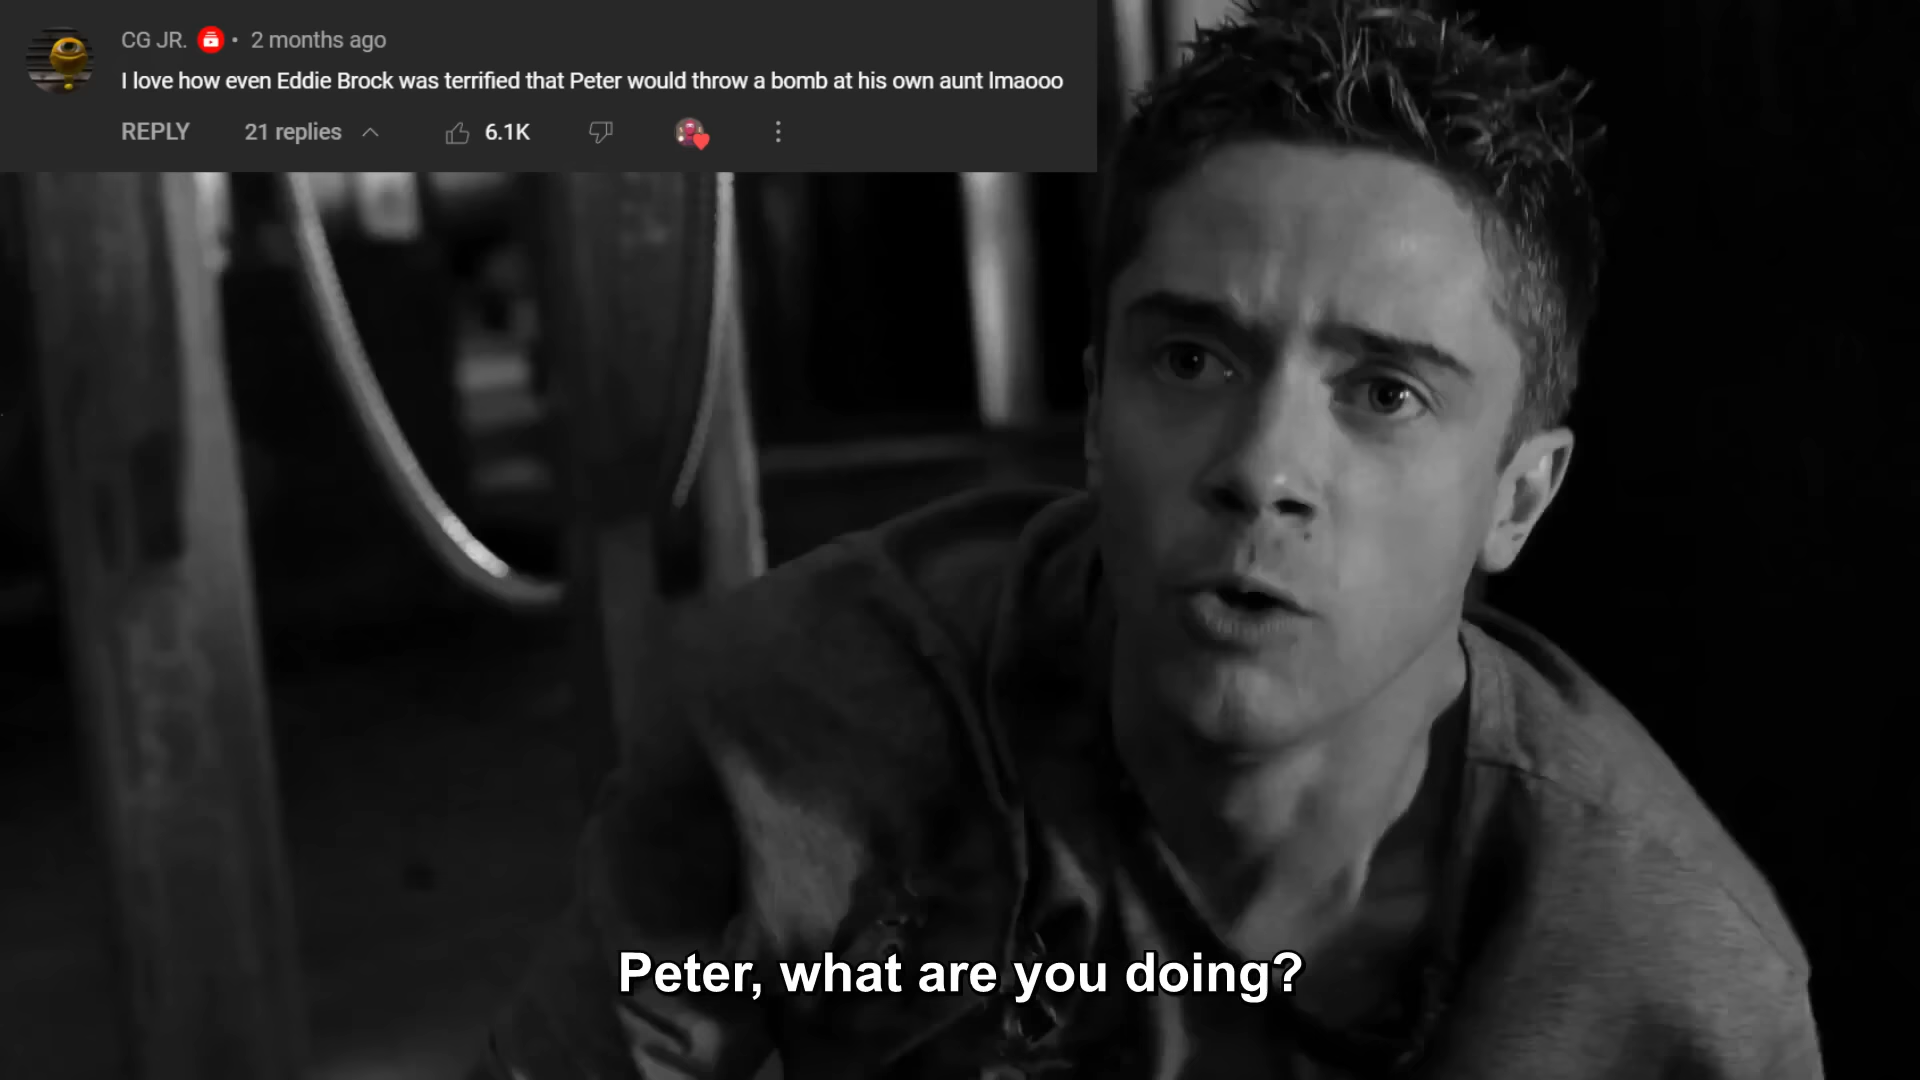 CG JR. • 2 months ago
I love how even Eddie Brock was terrified that Peter would throw a bomb at his own aunt lmaooo
REPLY 21 replies 6.1K
Peter, what are you doing?